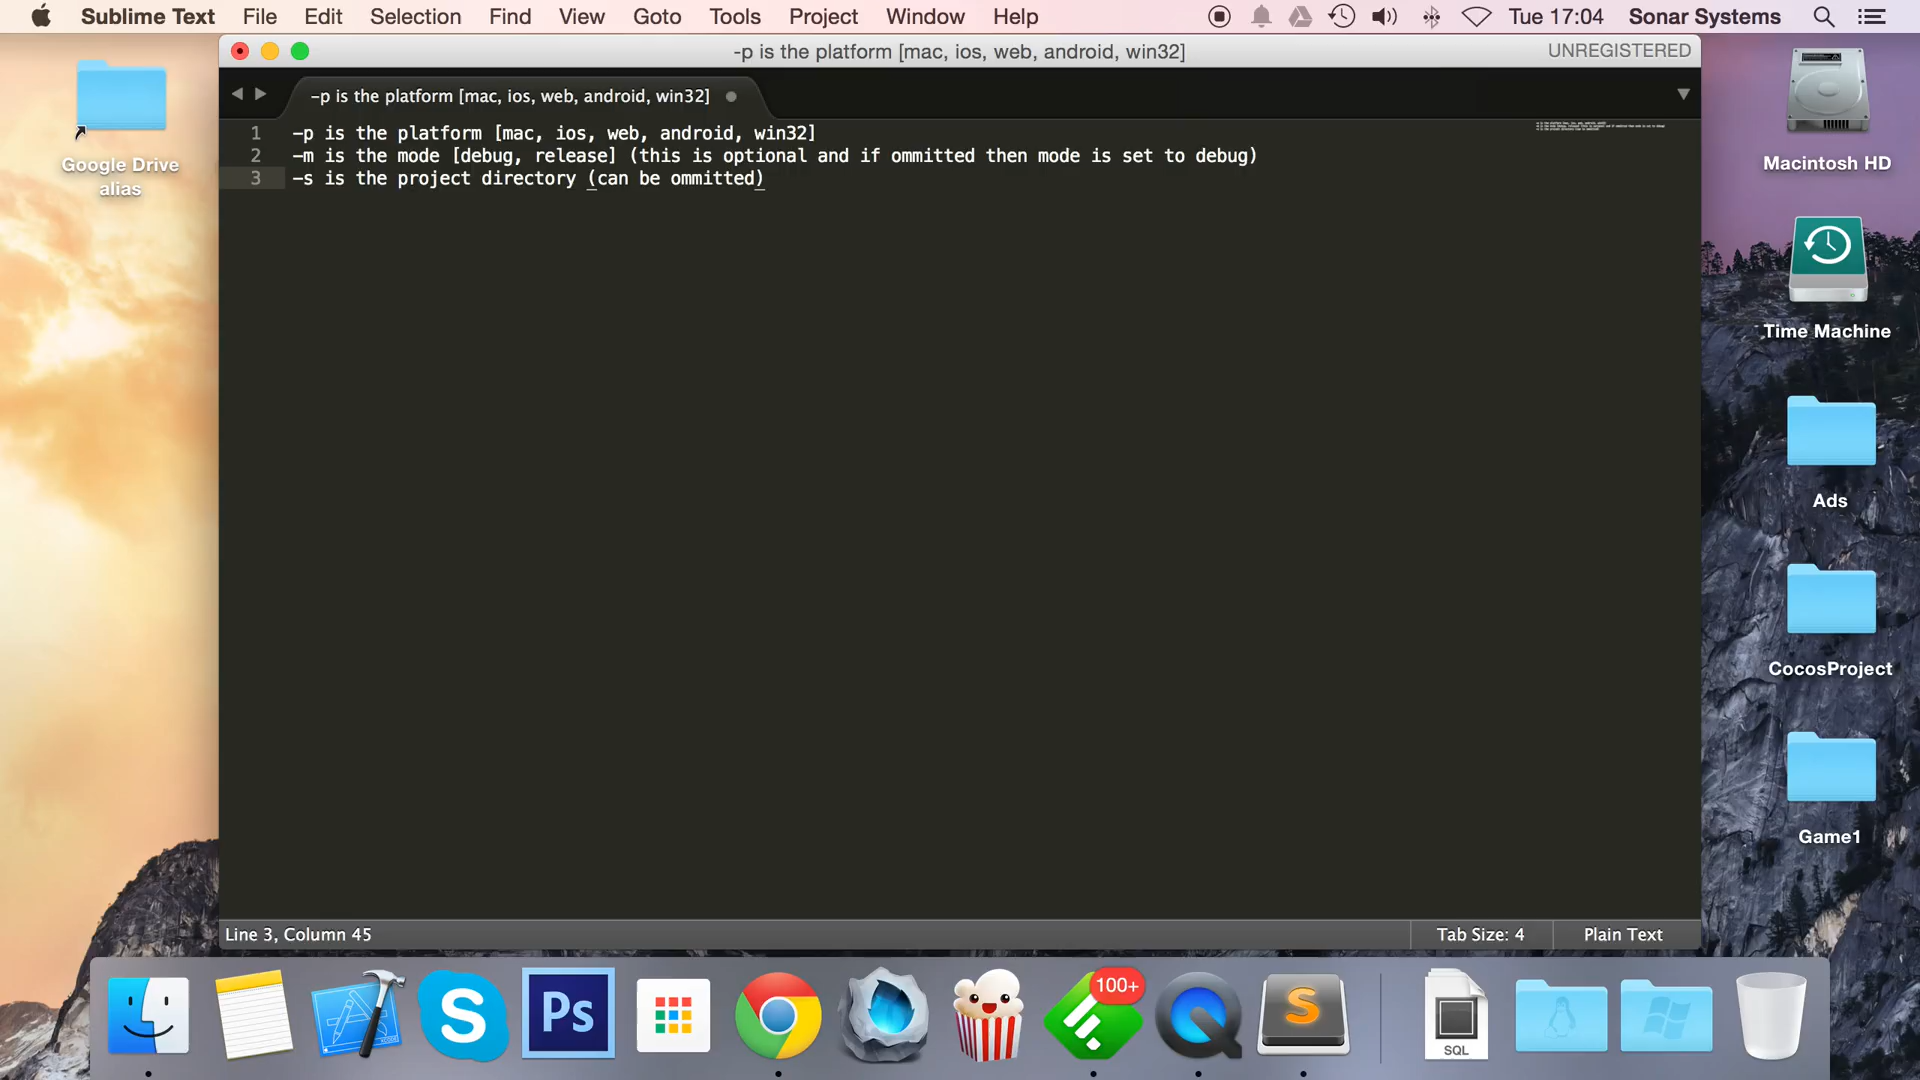 Sublime Text File Edit Selection Find View Goto Tools Project Window Help Tue 17:04 Sonar Systems
-p is the platform [mac, ios, web, android, win32] UNREGISTERED
-p is the platform [mac, ios, web, android, win32]
1 -p is the platform [mac, ios, web, android, win32]
2 -m is the mode [debug, release] (this is optional and if ommitted then mode is set to debug)
3 -s is the project directory (can be ommitted)
Google Drive
alias
Macintosh HD
Time Machine
Ads
CocosProject
Game1
Line 3, Column 45 Tab Size: 4 Plain Text
S
Ps
100+
S
SQL